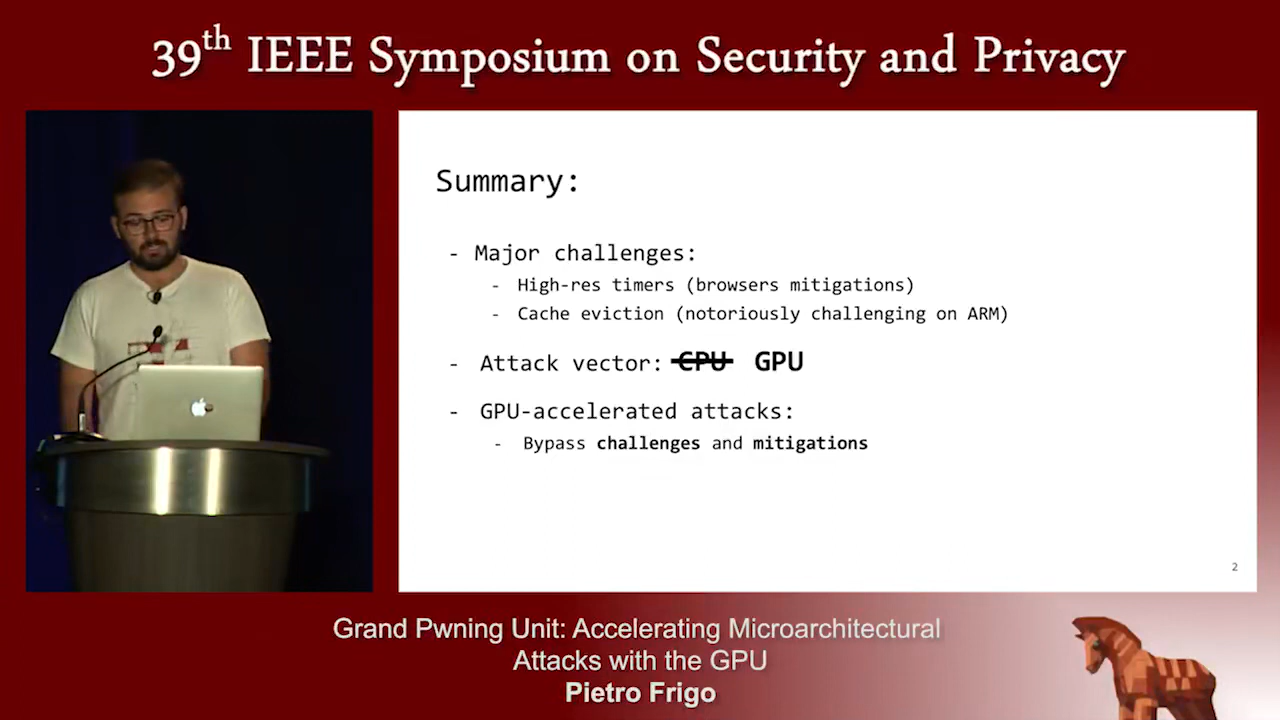 39th IEEE Symposium on Security and Privacy
Summary:
- Major challenges:
- High-res timers (browsers mitigations)
- Cache eviction (notoriously challenging on ARM)
- Attack vector: CPU GPU
- GPU-accelerated attacks:
- Bypass challenges and mitigations
2
Grand Pwning Unit: Accelerating Microarchitectural
Attacks with the GPU
Pietro Frigo